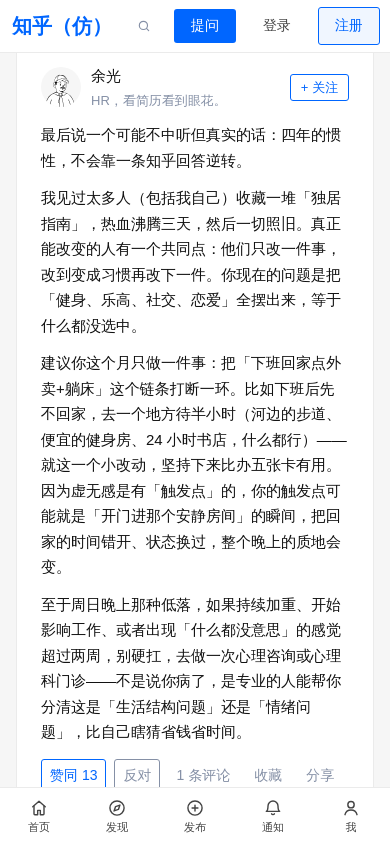 知乎（仿）
提问
登录
注册
余光
HR，看简历看到眼花。
+ 关注
最后说一个可能不中听但真实的话：四年的惯
性，不会靠一条知乎回答逆转。
我见过太多人（包括我自己）收藏一堆「独居
指南」，热血沸腾三天，然后一切照旧。真正
能改变的人有一个共同点：他们只改一件事，
改到变成习惯再改下一件。你现在的问题是把
「健身、乐高、社交、恋爱」全摆出来，等于
什么都没选中。
建议你这个月只做一件事：把「下班回家点外
卖+躺床」这个链条打断一环。比如下班后先
不回家，去一个地方待半小时（河边的步道、
便宜的健身房、24 小时书店，什么都行）——
就这一个小改动，坚持下来比办五张卡有用。
因为虚无感是有「触发点」的，你的触发点可
能就是「开门进那个安静房间」的瞬间，把回
家的时间错开、状态换过，整个晚上的质地会
变。
至于周日晚上那种低落，如果持续加重、开始
影响工作、或者出现「什么都没意思」的感觉
超过两周，别硬扛，去做一次心理咨询或心理
科门诊——不是说你病了，是专业的人能帮你
分清这是「生活结构问题」还是「情绪问
题」，比自己瞎猜省钱省时间。
赞同 13
反对
1 条评论
收藏
分享
首页
发现
发布
通知
我